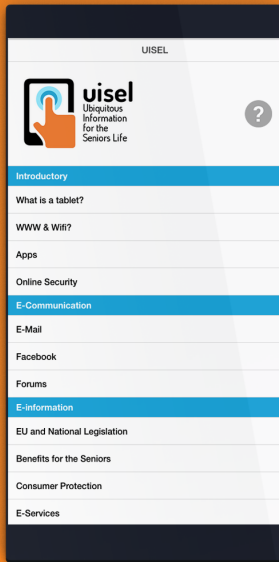 UISEL
uisel
Ubiquitous
Information
for the
Seniors Life
?
Introductory
What is a tablet?
WWW & Wifi?
Apps
Online Security
E-Communication
E-Mail
Facebook
Forums
E-information
EU and National Legislation
Benefits for the Seniors
Consumer Protection
E-Services